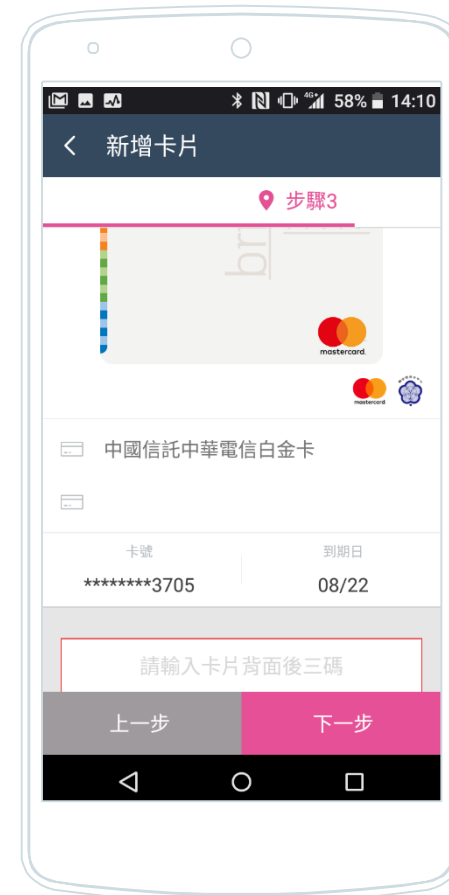 4G 58% 14:10
新增卡片
步驟3
br
mastercard
mastercard
中國信託中華電信白金卡
卡號 到期日
********3705 08/22
請輸入卡片背面後三碼
上一步 下一步